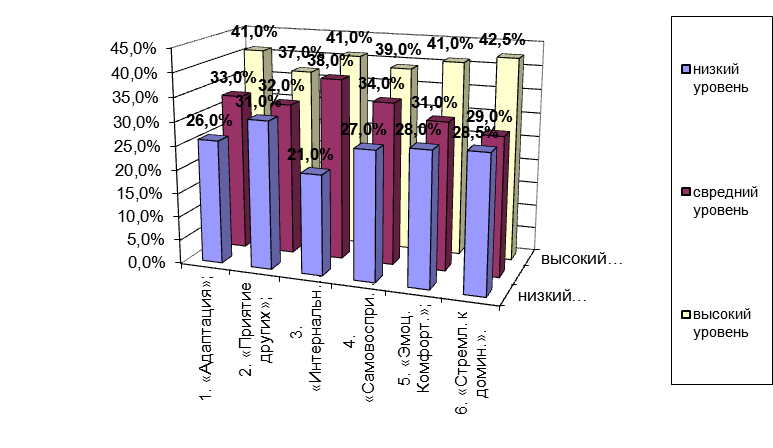 45,0%
40,0%
35,0%
30,0%
25,0%
20,0%
15,0%
10,0%
5,0%
0,0%
41,0%
37,0%
41,0%
39,0%
41,0%
42,5%
33,0%
32,0%
38,0%
34,0%
31,0%
29,0%
26,0%
31,0%
21,0%
27,0%
28,0%
28,5%
1. «Адаптация»;
2. «Приятие
других»;
3.
«Интернальн..
4.
«Самовоспри.
5. «Эмоц.
Комфорт.»;
6. «Стремл. к
домин.».
высокий…
низкий…
низкий
уровень
свредний
уровень
высокий
уровень